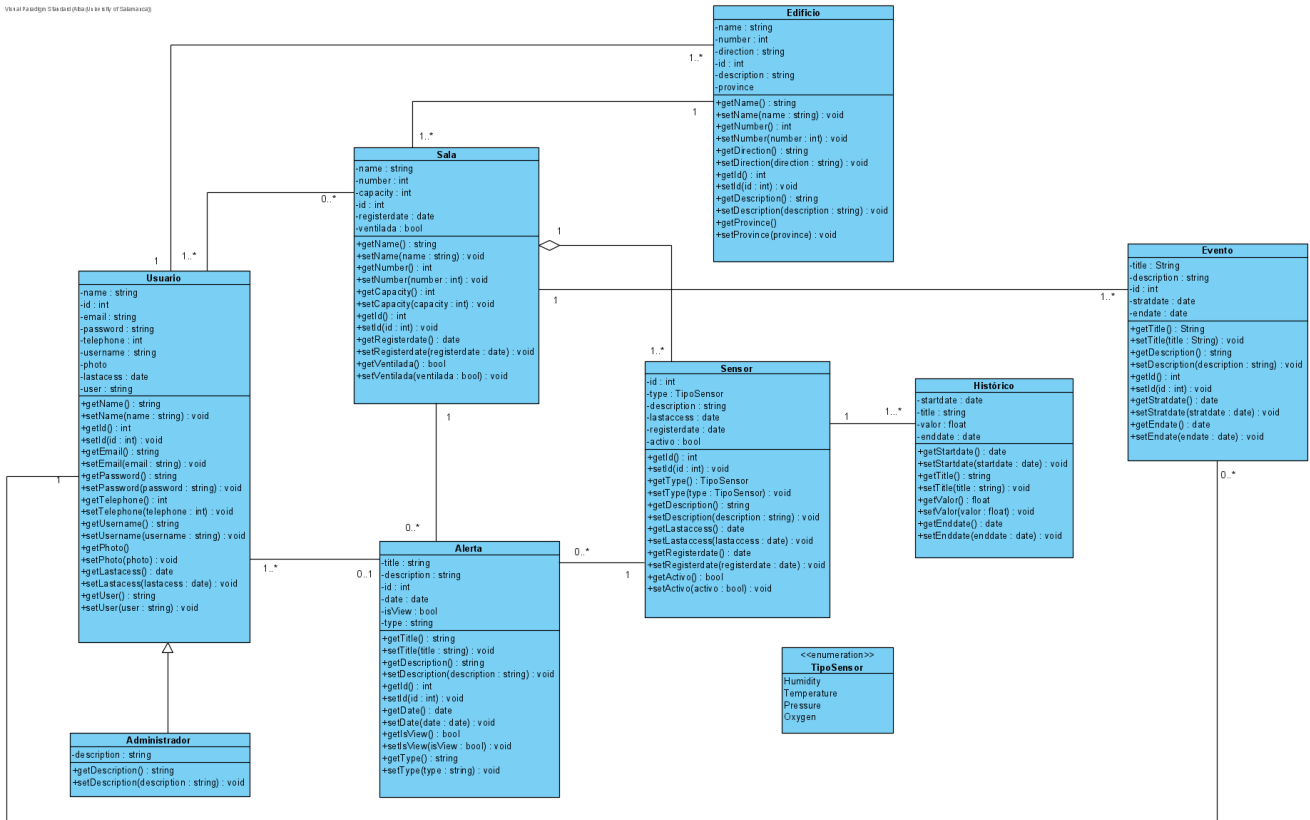 Visual Paradigm Standard(Alba(University of Salamanca))
Edificio
-name : string
-number : int
-direction : string
-id : int
-description : string
-province
+getName() : string
+setName(name : string) : void
+getNumber() : int
+setNumber(number : int) : void
+getDirection() : string
+setDirection(direction : string) : void
+getId() : int
+setId(id : int) : void
+getDescription() : string
+setDescription(description : string) : void
+getProvince()
+setProvince(province) : void
1..*
1
1..*
Sala
-name : string
-number : int
-capacity : int
-id : int
-registerdate : date
-ventilada : bool
+getName() : string
+setName(name : string) : void
+getNumber() : int
+setNumber(number : int) : void
+getCapacity() : int
+setCapacity(capacity : int) : void
+getId() : int
+setId(id : int) : void
+getRegisterdate() : date
+setRegisterdate(registerdate : date) : void
+getVentilada() : bool
+setVentilada(ventilada : bool) : void
0..*
1
1..*
1
1
1..*
1..*
1
0..*
Usuario
-name : string
-id : int
-email : string
-password : string
-telephone : int
-username : string
-photo
-lastacess : date
-user : string
+getName() : string
+setName(name : string) : void
+getId() : int
+setId(id : int) : void
+getEmail() : string
+setEmail(email : string) : void
+getPassword() : string
+setPassword(password : string) : void
+getTelephone() : int
+setTelephone(telephone : int) : void
+getUsername() : string
+setUsername(username : string) : void
+getPhoto()
+setPhoto(photo) : void
+getLastacess() : date
+setLastacess(lastacess : date) : void
+getUser() : string
+setUser(user : string) : void
1
1..*
0..1
Evento
-title : String
-description : string
-id : int
-stratdate : date
-endate : date
+getTitle() : String
+setTitle(title : String) : void
+getDescription() : string
+setDescription(description : string) : void
+getId() : int
+setId(id : int) : void
+getStratdate() : date
+setStratdate(stratdate : date) : void
+getEndate() : date
+setEndate(endate : date) : void
0..*
Sensor
-id : int
-type : TipoSensor
-description : string
-lastaccess : date
-registerdate : date
-activo : bool
+getId() : int
+setId(id : int) : void
+getType() : TipoSensor
+setType(type : TipoSensor) : void
+getDescription() : string
+setDescription(description : string) : void
+getLastaccess() : date
+setLastaccess(lastaccess : date) : void
+getRegisterdate() : date
+setRegisterdate(registerdate : date) : void
+getActivo() : bool
+setActivo(activo : bool) : void
1
1...*
0..*
1
Histórico
-startdate : date
-title : string
-valor : float
-enddate : date
+getStartdate() : date
+setStartdate(startdate : date) : void
+getTitle() : string
+setTitle(title : string) : void
+getValor() : float
+setValor(valor : float) : void
+getEnddate() : date
+setEnddate(enddate : date) : void
Alerta
-title : string
-description : string
-id : int
-date : date
-isView : bool
-type : string
+getTitle() : string
+setTitle(title : string) : void
+getDescription() : string
+setDescription(description : string) : void
+getId() : int
+setId(id : int) : void
+getDate() : date
+setDate(date : date) : void
+getIsView() : bool
+setIsView(isView : bool) : void
+getType() : string
+setType(type : string) : void
<<enumeration>>
TipoSensor
Humidity
Temperature
Pressure
Oxygen
Administrador
-description : string
+getDescription() : string
+setDescription(description : string) : void